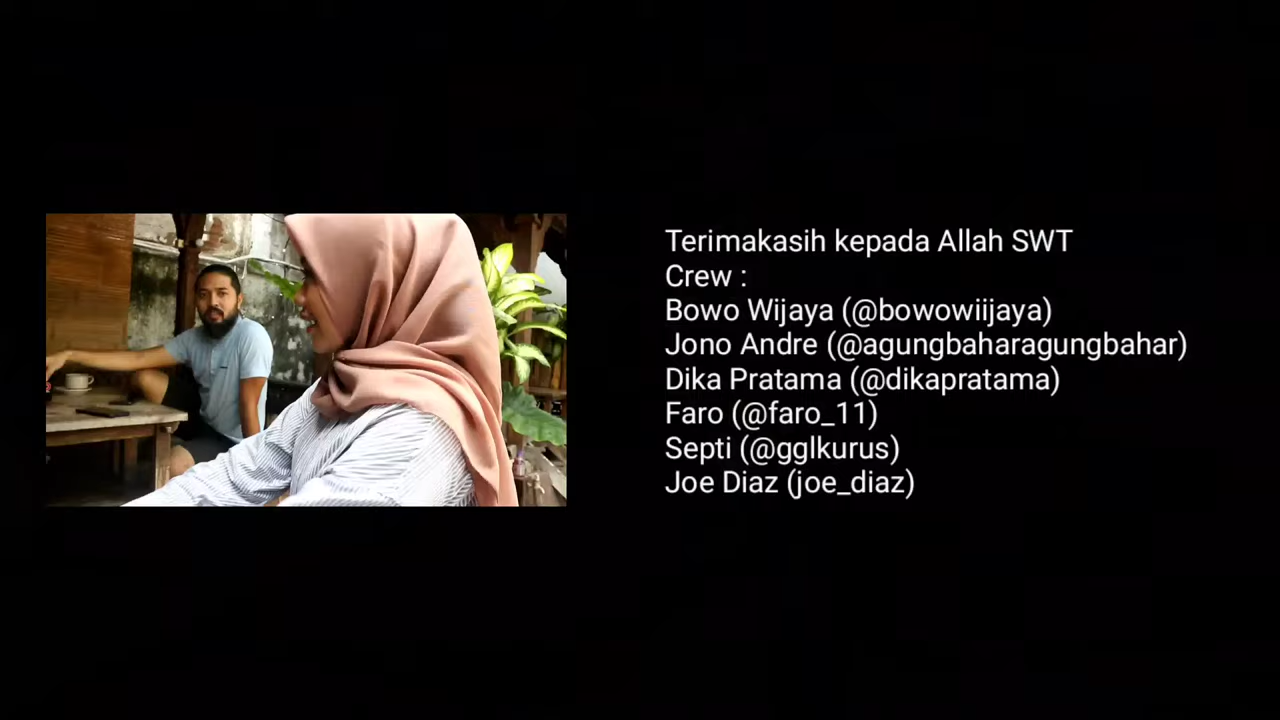 Terimakasih kepada Allah SWT
Crew :
Bowo Wijaya (@bowowiijaya)
Jono Andre (@agungbaharagungbahar)
Dika Pratama (@dikapratama)
Faro (@faro_11)
Septi (@gglkurus)
Joe Diaz (joe_diaz)